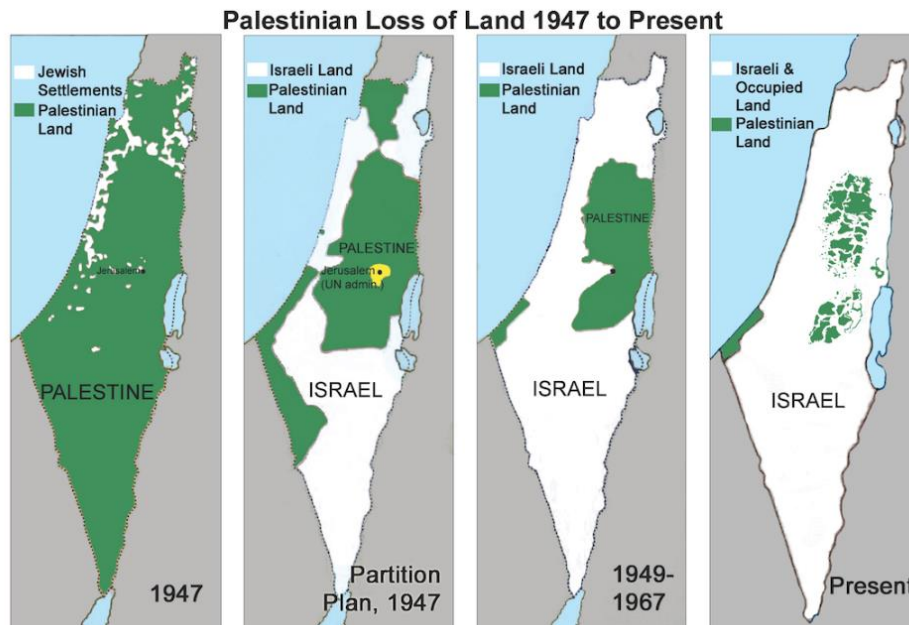 Palestinian Loss of Land 1947 to Present
Jewish
Settlements
Palestinian
Land
Jerusalem
PALESTINE
1947
Israeli Land
Palestinian
Land
PALESTINE
Jerusalem
(UN admin.)
ISRAEL
Partition
Plan, 1947
Israeli Land
Palestinian
Land
PALESTINE
ISRAEL
1949-
1967
Israeli &
Occupied
Land
Palestinian
Land
ISRAEL
Present